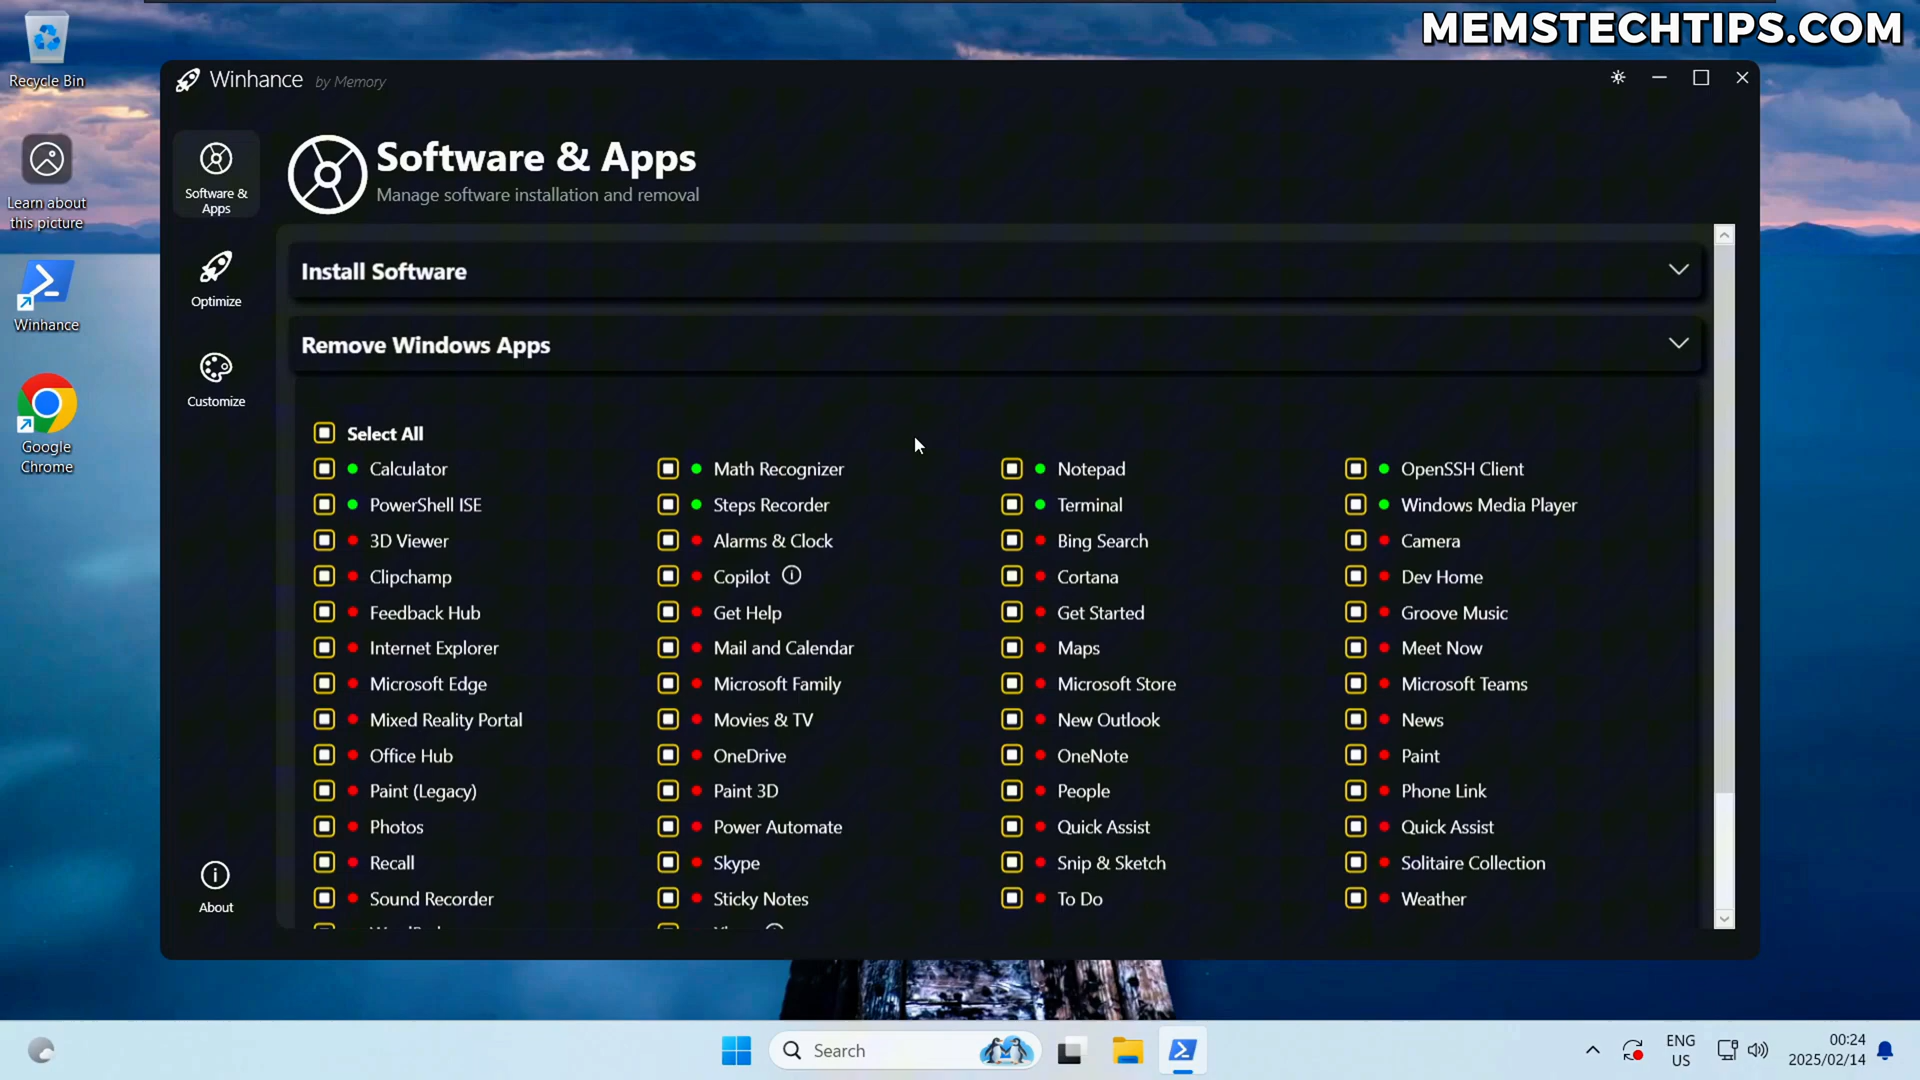 MEMSTECHTIPS.COM
Recycle Bin
Learn about
this picture
Winhance
Google
Chrome
Winhance by Memory
Software &
Apps
Optimize
Customize
About
Software & Apps
Manage software installation and removal
Install Software
Remove Windows Apps
Select All
Calculator Math Recognizer Notepad OpenSSH Client
PowerShell ISE Steps Recorder Terminal Windows Media Player
3D Viewer Alarms & Clock Bing Search Camera
Clipchamp Copilot Cortana Dev Home
Feedback Hub Get Help Get Started Groove Music
Internet Explorer Mail and Calendar Maps Meet Now
Microsoft Edge Microsoft Family Microsoft Store Microsoft Teams
Mixed Reality Portal Movies & TV New Outlook News
Office Hub OneDrive OneNote Paint
Paint (Legacy) Paint 3D People Phone Link
Photos Power Automate Quick Assist Quick Assist
Recall Skype Snip & Sketch Solitaire Collection
Sound Recorder Sticky Notes To Do Weather
Search
ENG
US
00:24
2025/02/14